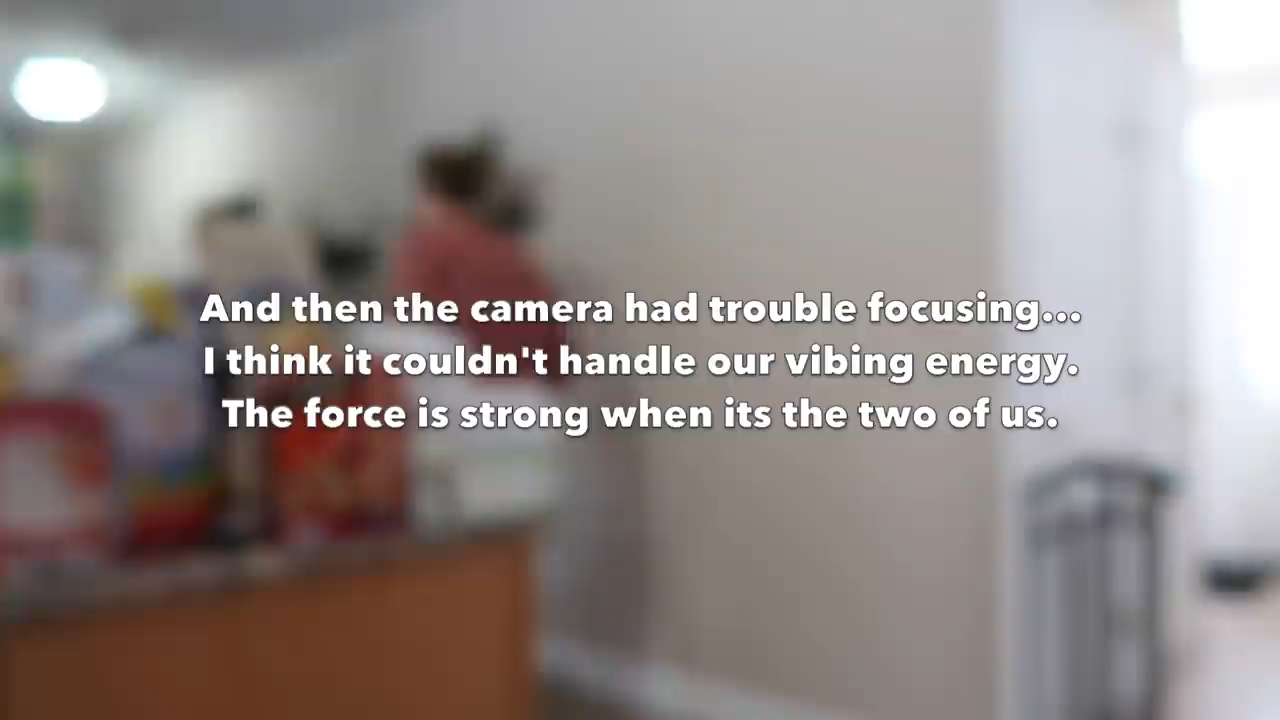 And then the camera had trouble focusing...
I think it couldn't handle our vibing energy.
The force is strong when its the two of us.